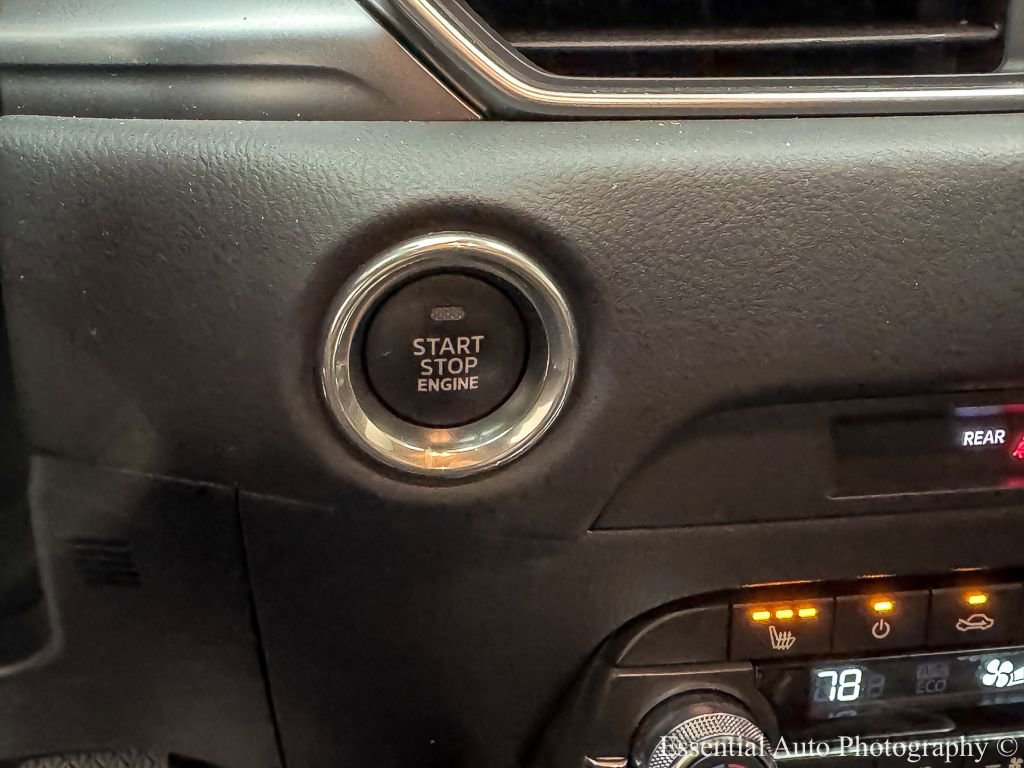 START
STOP
ENGINE
REAR
78
ECO
Essential Auto Photography ©